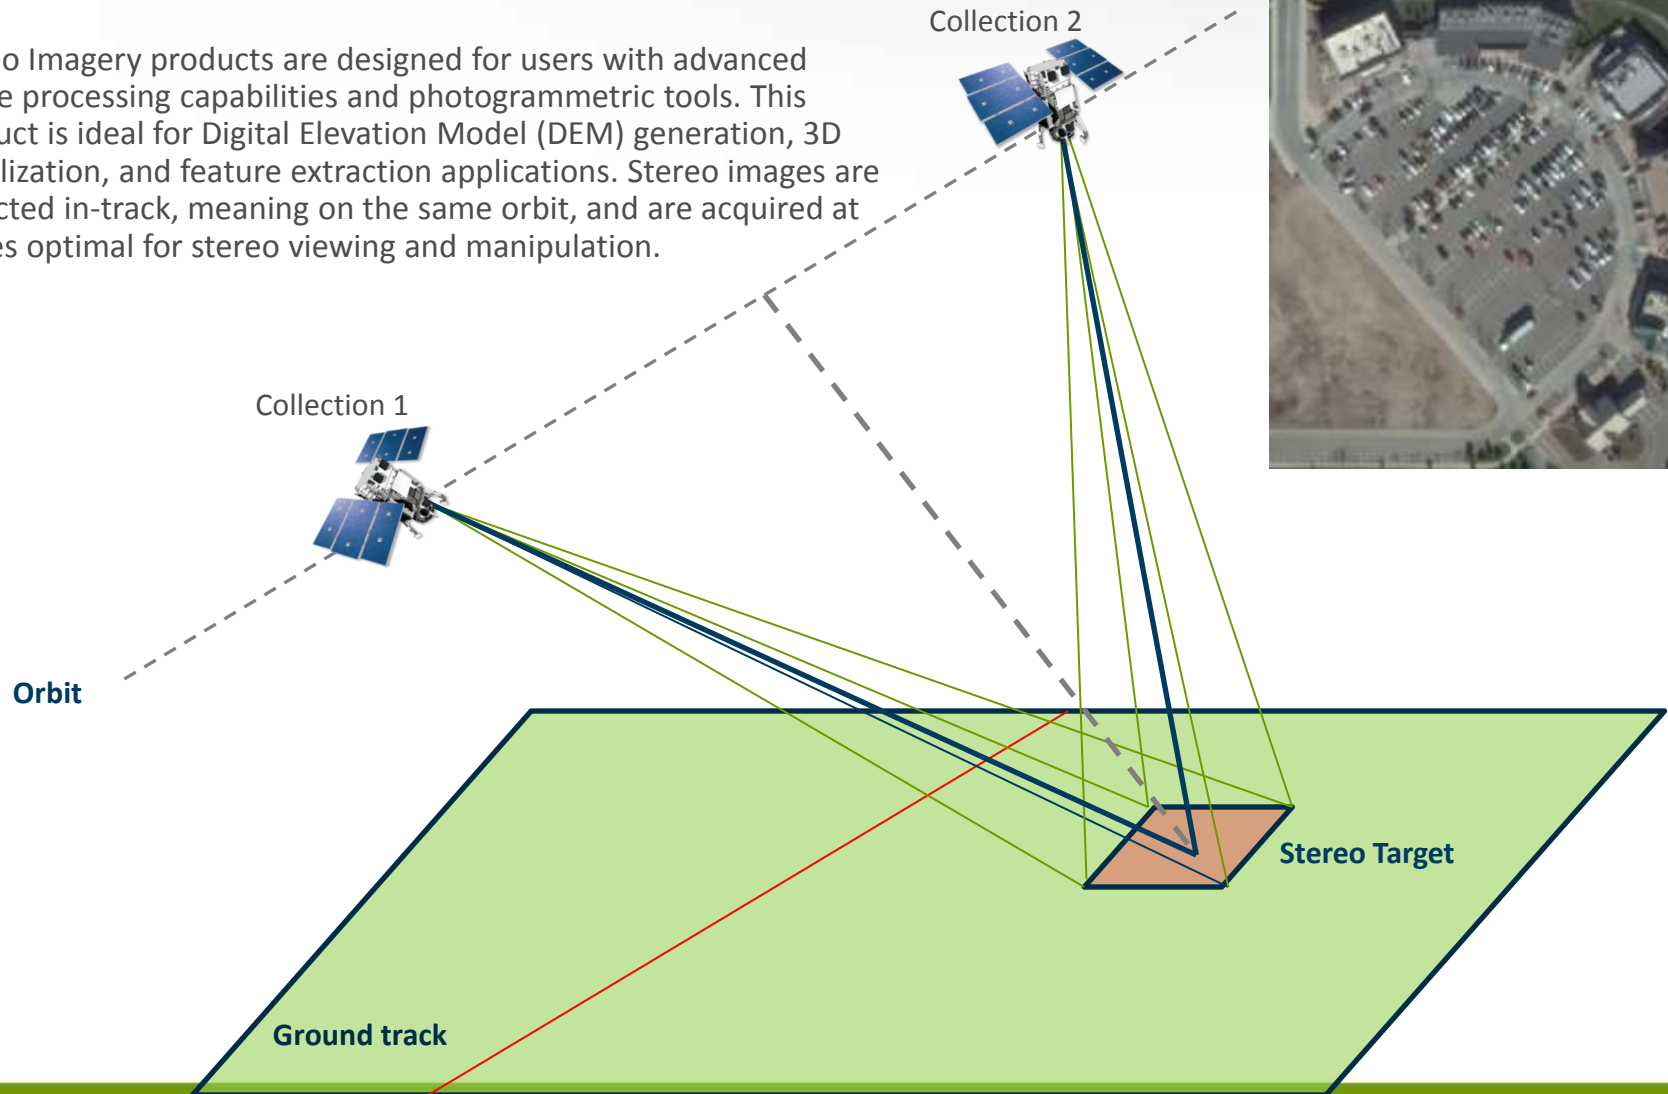 Collection 2
o Imagery products are designed for users with advanced
e processing capabilities and photogrammetric tools. This
uct is ideal for Digital Elevation Model (DEM) generation, 3D
lization, and feature extraction applications. Stereo images are
cted in-track, meaning on the same orbit, and are acquired at
es optimal for stereo viewing and manipulation.
Collection 1
Orbit
Stereo Target
Ground track